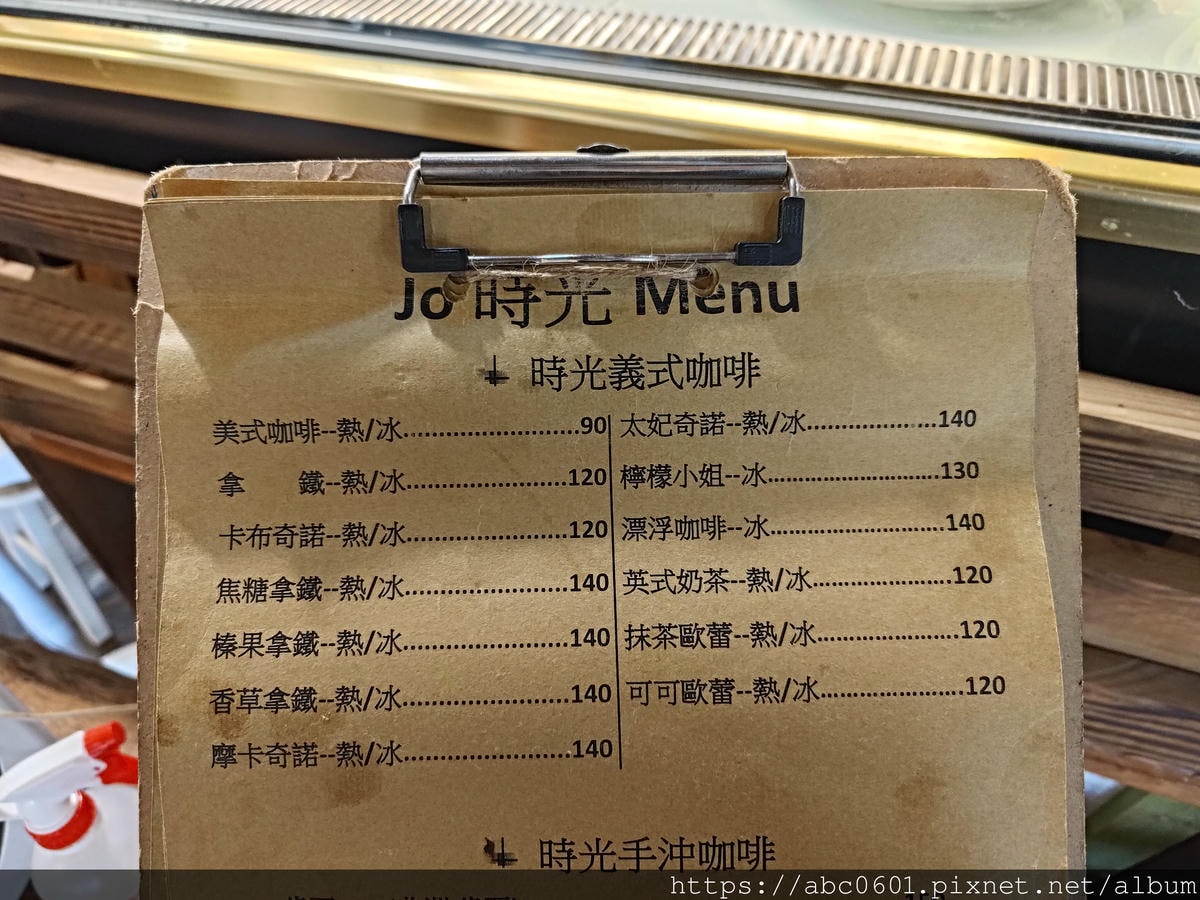 Jo 時光 Menu
時光義式咖啡
美式咖啡--熱/冰..........................90
拿　　鐵--熱/冰........................120
卡布奇諾--熱/冰........................120
焦糖拿鐵--熱/冰........................140
榛果拿鐵--熱/冰........................140
香草拿鐵--熱/冰........................140
摩卡奇諾--熱/冰........................140
太妃奇諾--熱/冰...................140
檸檬小姐--冰.........................130
漂浮咖啡--冰.........................140
英式奶茶--熱/冰....................120
抹茶歐蕾--熱/冰....................120
可可歐蕾--熱/冰.....................120
時光手沖咖啡
https://abc0601.pixnet.net/album